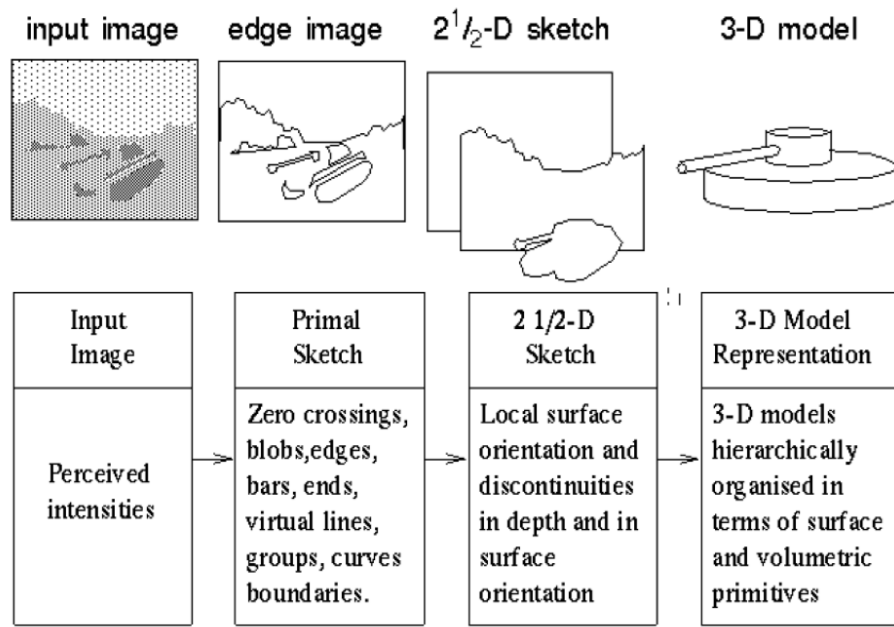 input image
edge image
2 1/2-D sketch
3-D model
Input
Image
Perceived
intensities
Primal
Sketch
Zero crossings,
blobs,edges,
bars, ends,
virtual lines,
groups, curves
boundaries.
2 1/2-D
Sketch
Local surface
orientation and
discontinuities
in depth and in
surface
orientation
3-D Model
Representation
3-D models
hierarchically
organised in
terms of surface
and volumetric
primitives